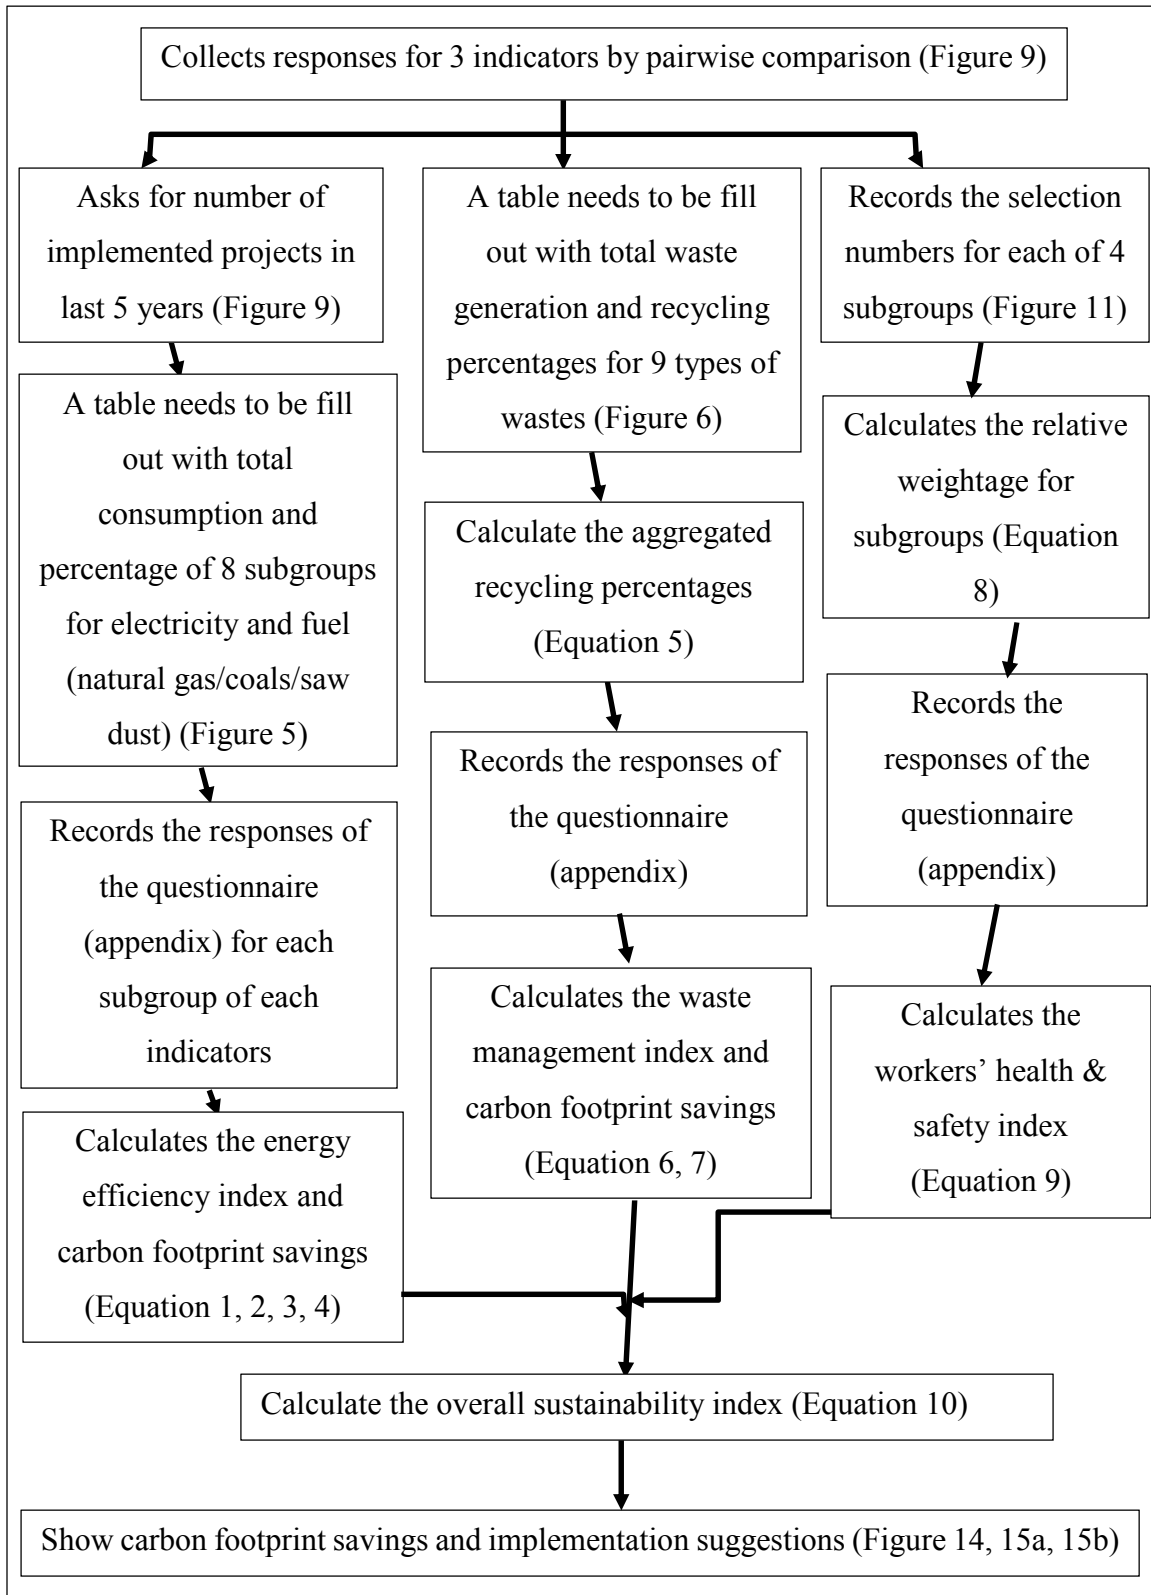 Collects responses for 3 indicators by pairwise comparison (Figure 9)
Asks for number of
implemented projects in
last 5 years (Figure 9)
A table needs to be fill
out with total
consumption and
percentage of 8 subgroups
for electricity and fuel
(natural gas/coals/saw
dust) (Figure 5)
Records the responses of
the questionnaire
(appendix) for each
subgroup of each
indicators
Calculates the energy
efficiency index and
carbon footprint savings
(Equation 1, 2, 3, 4)
A table needs to be fill
out with total waste
generation and recycling
percentages for 9 types of
wastes (Figure 6)
Calculate the aggregated
recycling percentages
(Equation 5)
Records the responses of
the questionnaire
(appendix)
Calculates the waste
management index and
carbon footprint savings
(Equation 6, 7)
Records the selection
numbers for each of 4
subgroups (Figure 11)
Calculates the relative
weightage for
subgroups (Equation
8)
Records the
responses of the
questionnaire
(appendix)
Calculates the
workers’ health &
safety index
(Equation 9)
Calculate the overall sustainability index (Equation 10)
Show carbon footprint savings and implementation suggestions (Figure 14, 15a, 15b)